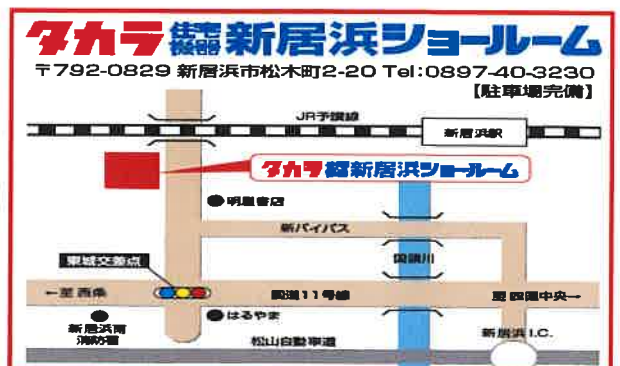 タカラ住宅機器新居浜ショールーム
〒792-0829 新居浜市松木町2-20 Tel:0897-40-3230
【駐車場完備】
JR予讃線
新居浜駅
タカラ住宅機器新居浜ショールーム
明屋書店
新バイパス
国領川
東城交差点
←至西条
国道11号線
至四国中央→
はるやま
新居浜南
消防署
新居浜I.C.
松山自動車道